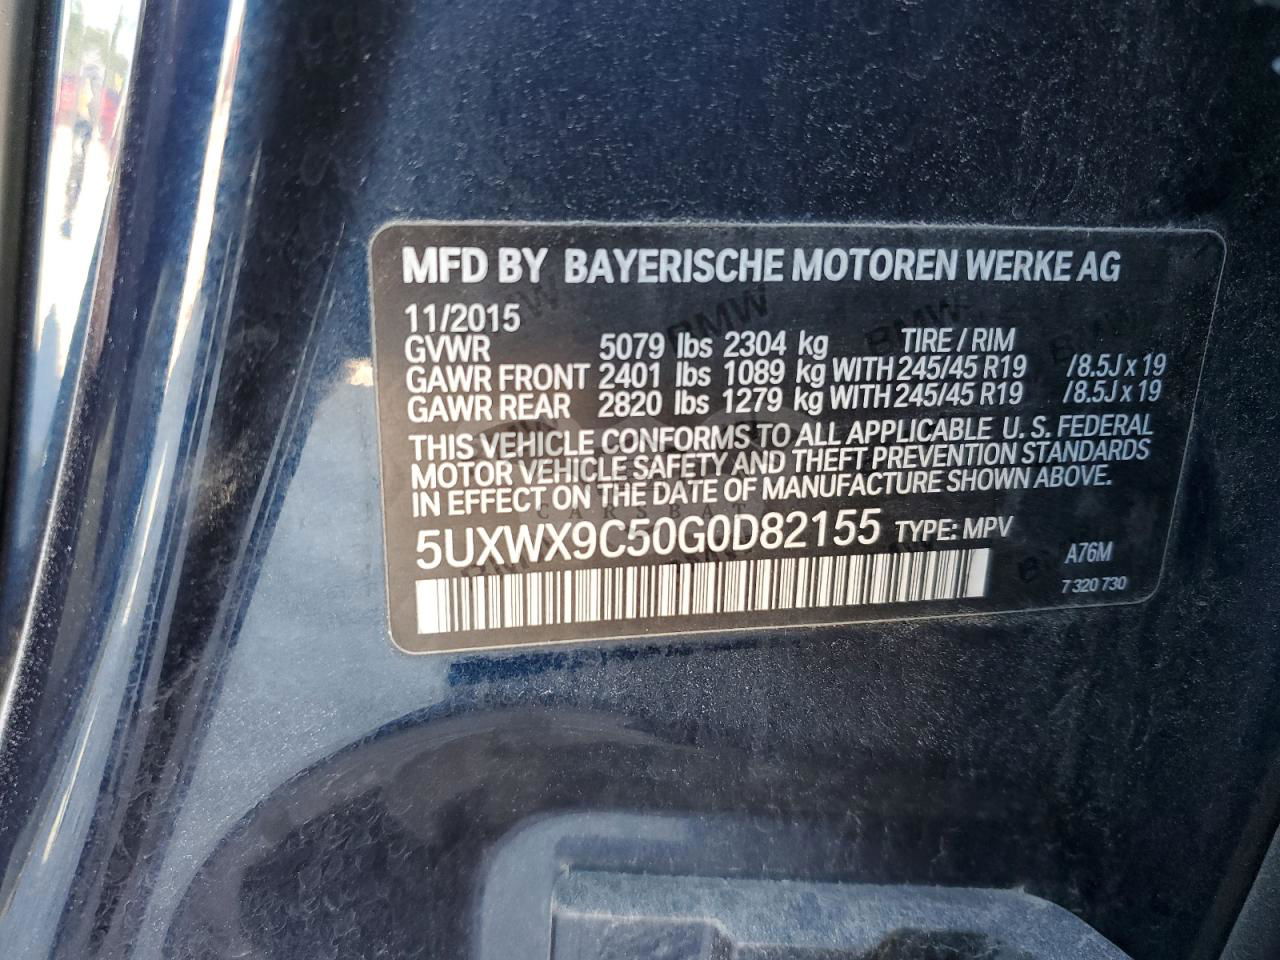 MFD BY BAYERISCHE MOTOREN WERKE AG
11/2015
GVWR 5079 lbs 2304 kg TIRE / RIM
GAWR FRONT 2401 lbs 1089 kg WITH 245/45 R19 /8.5J x 19
GAWR REAR 2820 lbs 1279 kg WITH 245/45 R19 /8.5J x 19
THIS VEHICLE CONFORMS TO ALL APPLICABLE U. S. FEDERAL
MOTOR VEHICLE SAFETY AND THEFT PREVENTION STANDARDS
IN EFFECT ON THE DATE OF MANUFACTURE SHOWN ABOVE.
CARSBAT
5UXWX9C50G0D82155 TYPE: MPV
A76M
7 320 730